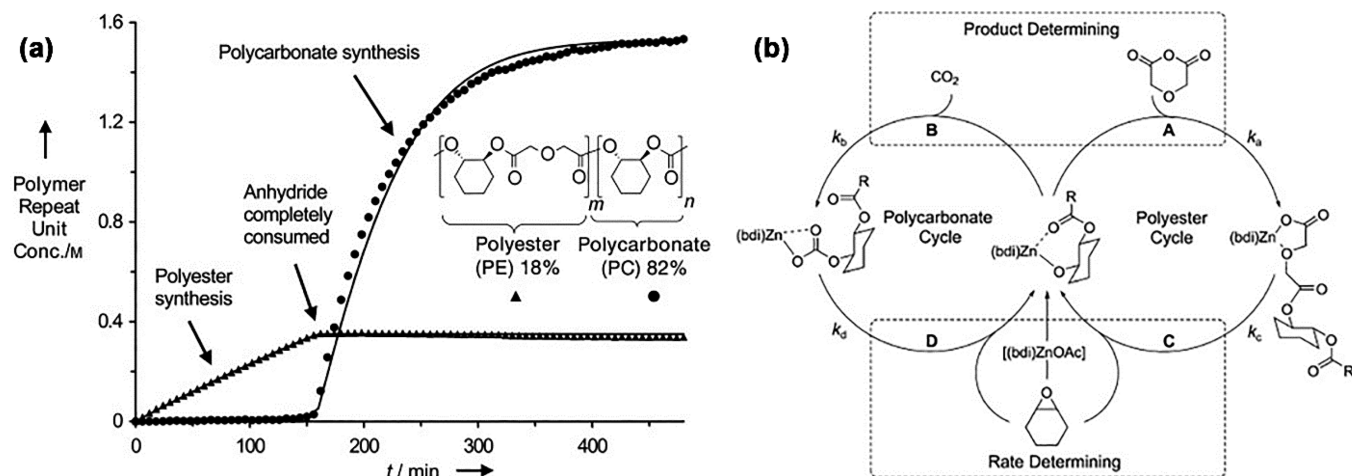 (a)
1.6
1.2
0.8
0.4
0
Polymer
Repeat
Unit
Conc./M
Polycarbonate synthesis
Anhydride
completely
consumed
Polyester
synthesis
O
O
O
O
O
O
m
O
O
O
n
Polyester
(PE) 18%
▲
Polycarbonate
(PC) 82%
●
0
100
200
300
400
t / min
(b)
Product Determining
CO2
O
O
O
O
B
A
kb
ka
R
O
O
(bdi)Zn
O
O
O
Polycarbonate
Cycle
R
O
O
(bdi)Zn
O
Polyester
Cycle
O
O
(bdi)Zn
O
O
O
O
O
R
kd
kc
D
C
[(bdi)ZnOAc]
O
Rate Determining